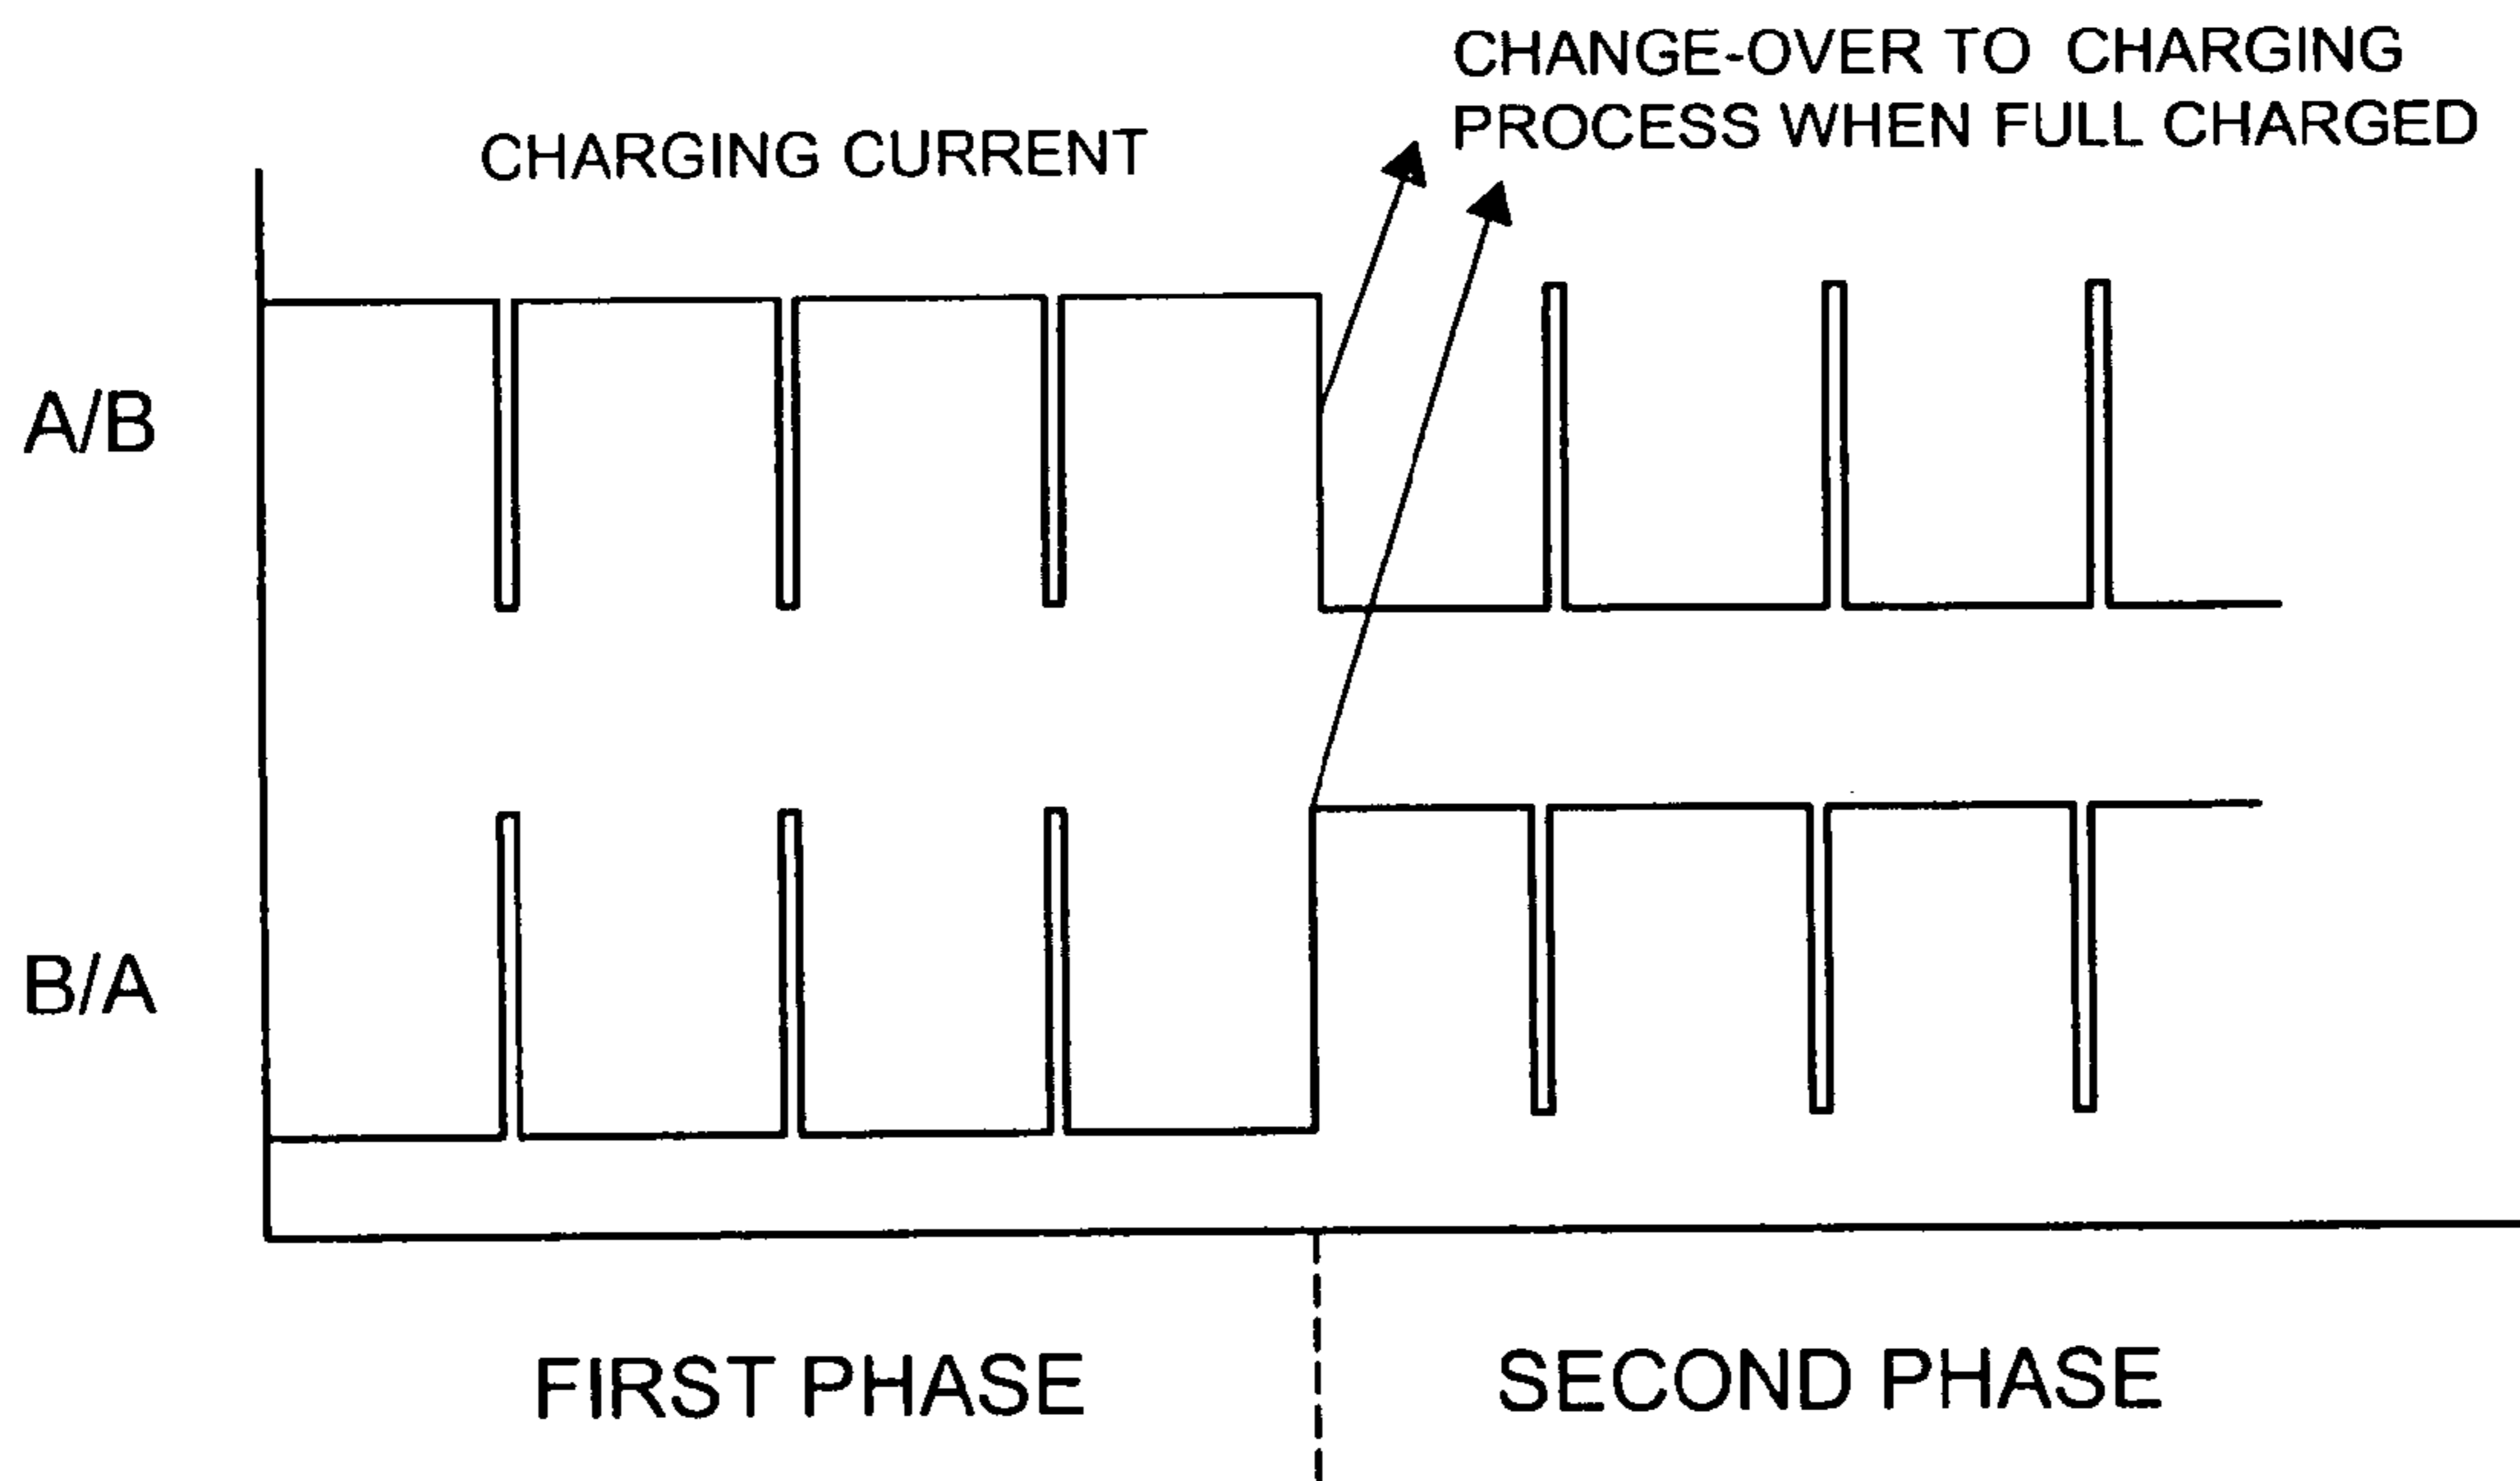 CHANGE-OVER TO CHARGING
PROCESS WHEN FULL CHARGED
CHARGING CURRENT
A/B
B/A
FIRST PHASE
SECOND PHASE